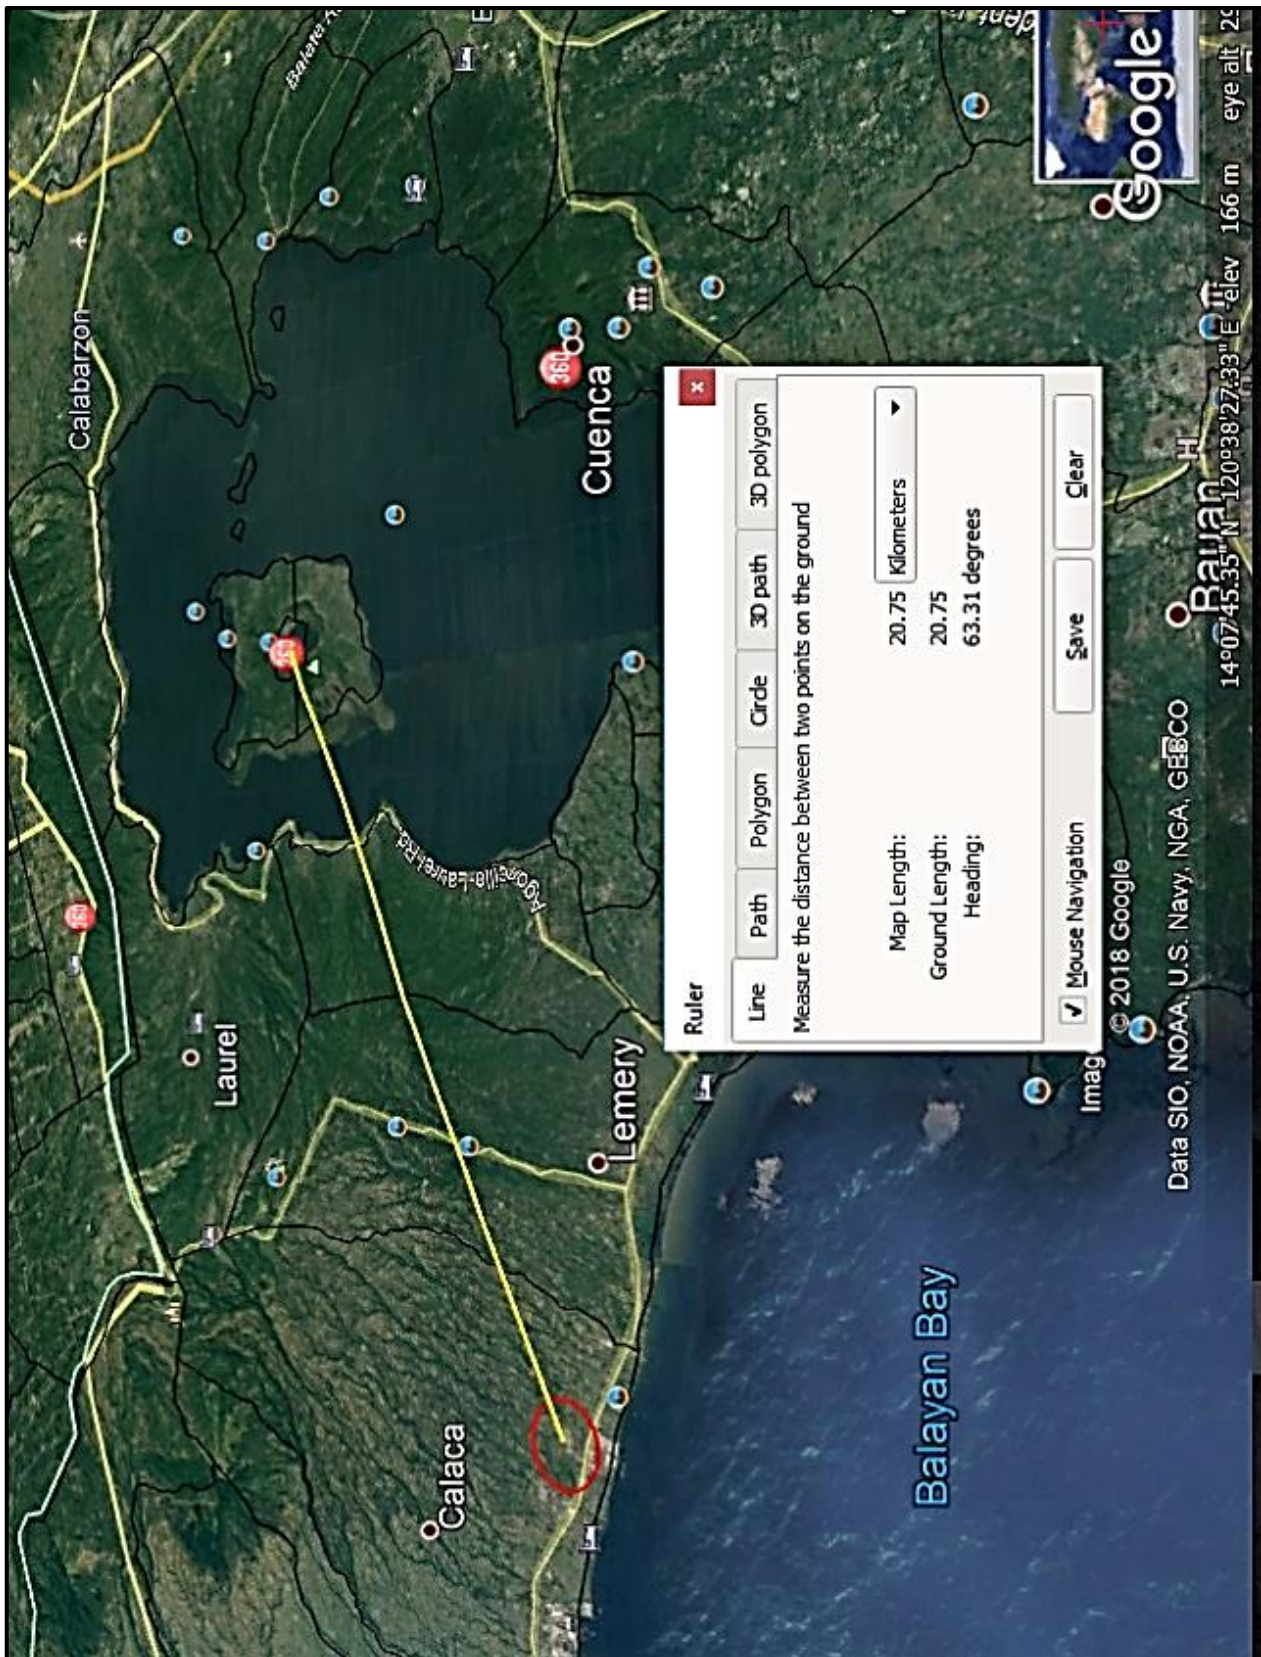 Calabarzon
Laurel
Agoncillo-Laurel-Rd.
360
360
360
Cuenca
Lemery
Calaca
Balayan Bay
Bauan
H
Ruler
x
Line
Path
Polygon
Circle
3D path
3D polygon
Measure the distance between two points on the ground
Map Length: 20.75 Kilometers
Ground Length: 20.75
Heading: 63.31 degrees
Mouse Navigation
Save
Clear
© 2018 Google
Data SIO, NOAA, U.S. Navy, NGA, GEBCO
Google
14°07'45.35" N 120°38'27.33" E elev 166 m eye alt